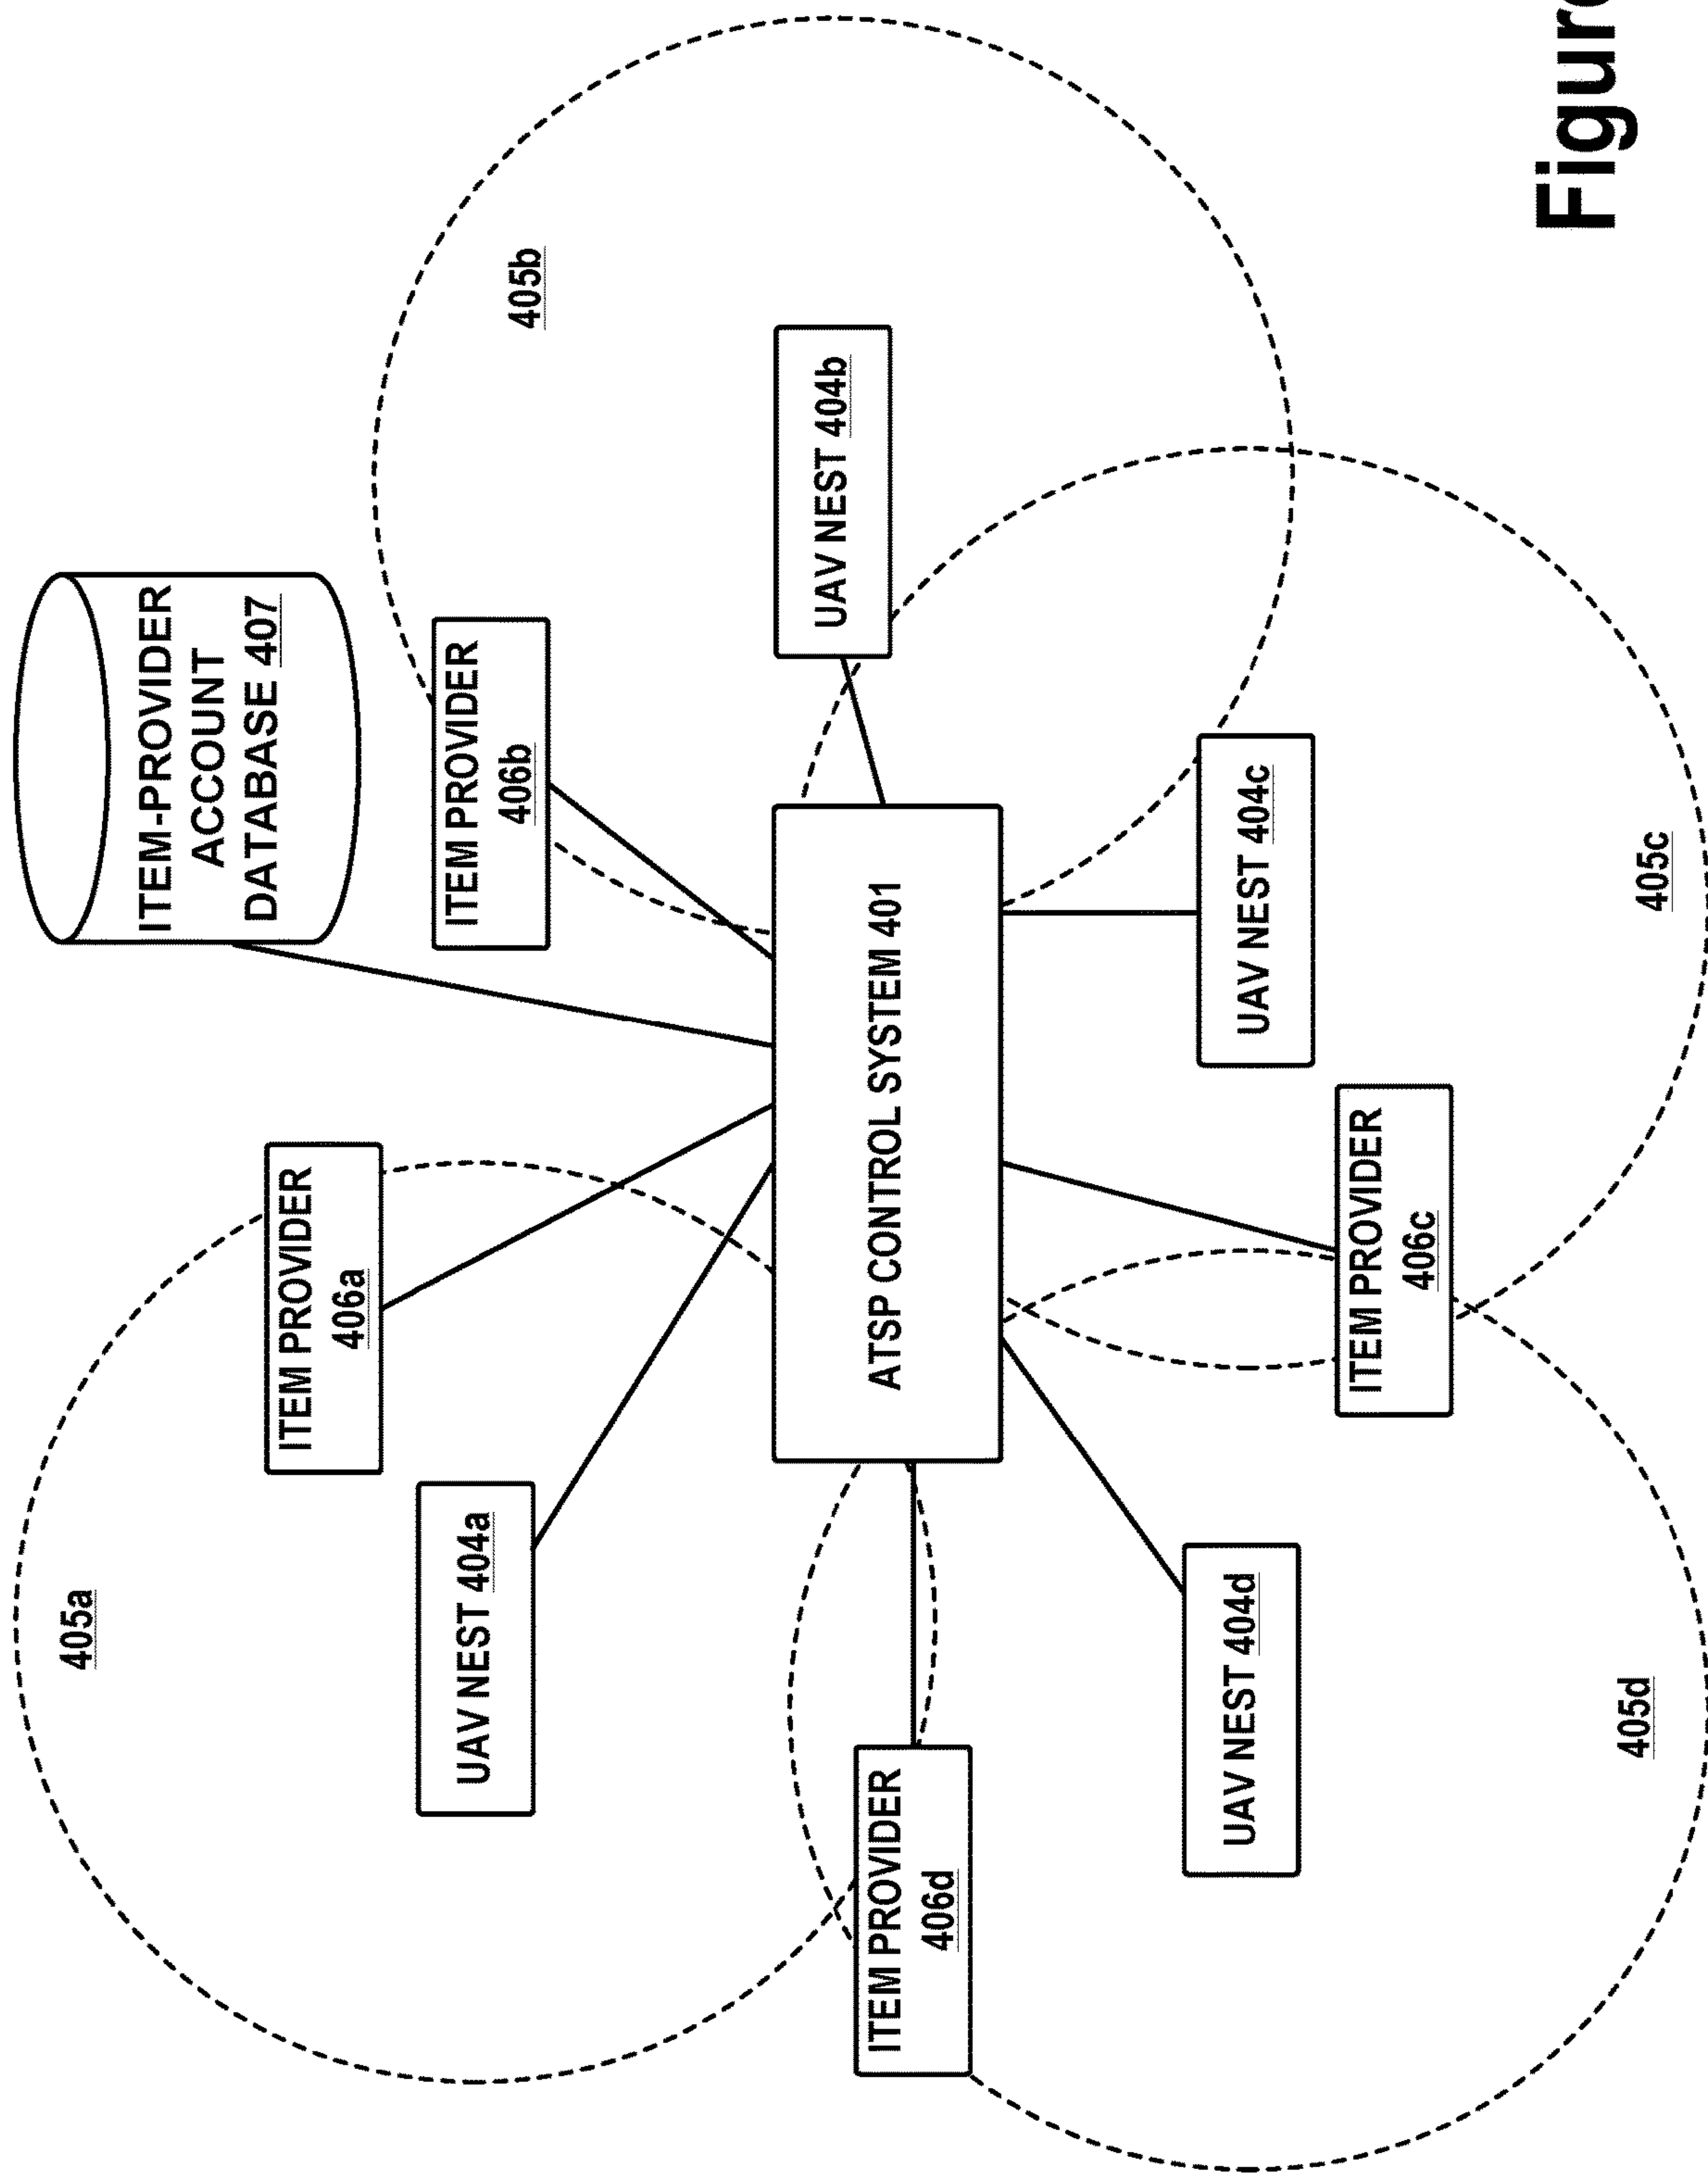 405a
ITEM-PROVIDER
ACCOUNT
DATABASE 407
ITEM PROVIDER
406a
ITEM PROVIDER
406b
UAV NEST 404a
405b
UAV NEST 404b
ATSP CONTROL SYSTEM 401
ITEM PROVIDER
406d
UAV NEST 404d
UAV NEST 404c
ITEM PROVIDER
406c
405d
405c
Figure